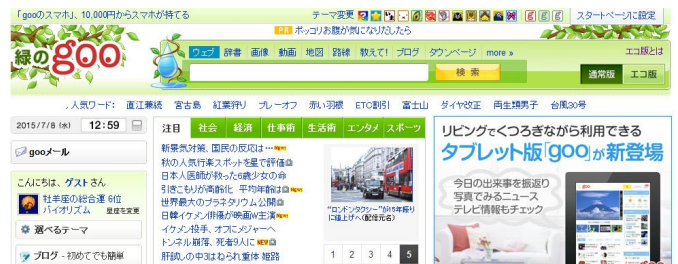 「gooのスマホ」、10,000円からスマホが持てる
テーマ変更
スタートページに設定
PR ポッコリお腹が気になりだしたら
緑のgoo
ウェブ 辞書 画像 動画 地図 路線 教えて! ブログ タウンページ more »
エコ版とは
検索
通常版 エコ版
人気ワード: 直江兼続 宮古島 紅葉狩り プレーオフ 赤い羽根 ETC割引 富士山 ダイヤ改正 両生類男子 台風30号
2015/7/8 (水) 12:59
gooメール
こんにちは、ゲストさん
牡羊座の総合運 6位
バイオリズム 星座を変更
選べるテーマ
ブログ - 初めてでも簡単
注目 社会 経済 仕事術 生活術 エンタメ スポーツ
新景気対策、国民の反応は… New
秋の人気行楽スポットを星で評価
日本人医師が救った6歳少女の命
引きこもりが高齢化 平均年齢は New
世界最大のプラネタリウム公開
日韓イケメン俳優が映画W主演 New
イケメン投手、オフにメジャーへ
トンネル崩落、死者9人に NEW
肝試しの中3はねられ重体 姫路
"ロンドンタクシー"が15年振り
に値上げへ(配信元名)
1 2 3 4 5
リビングでくつろぎながら利用できる
タブレット版「goo」が新登場
今日の出来事を振返り
写真でみるニュース
テレビ情報もチェック